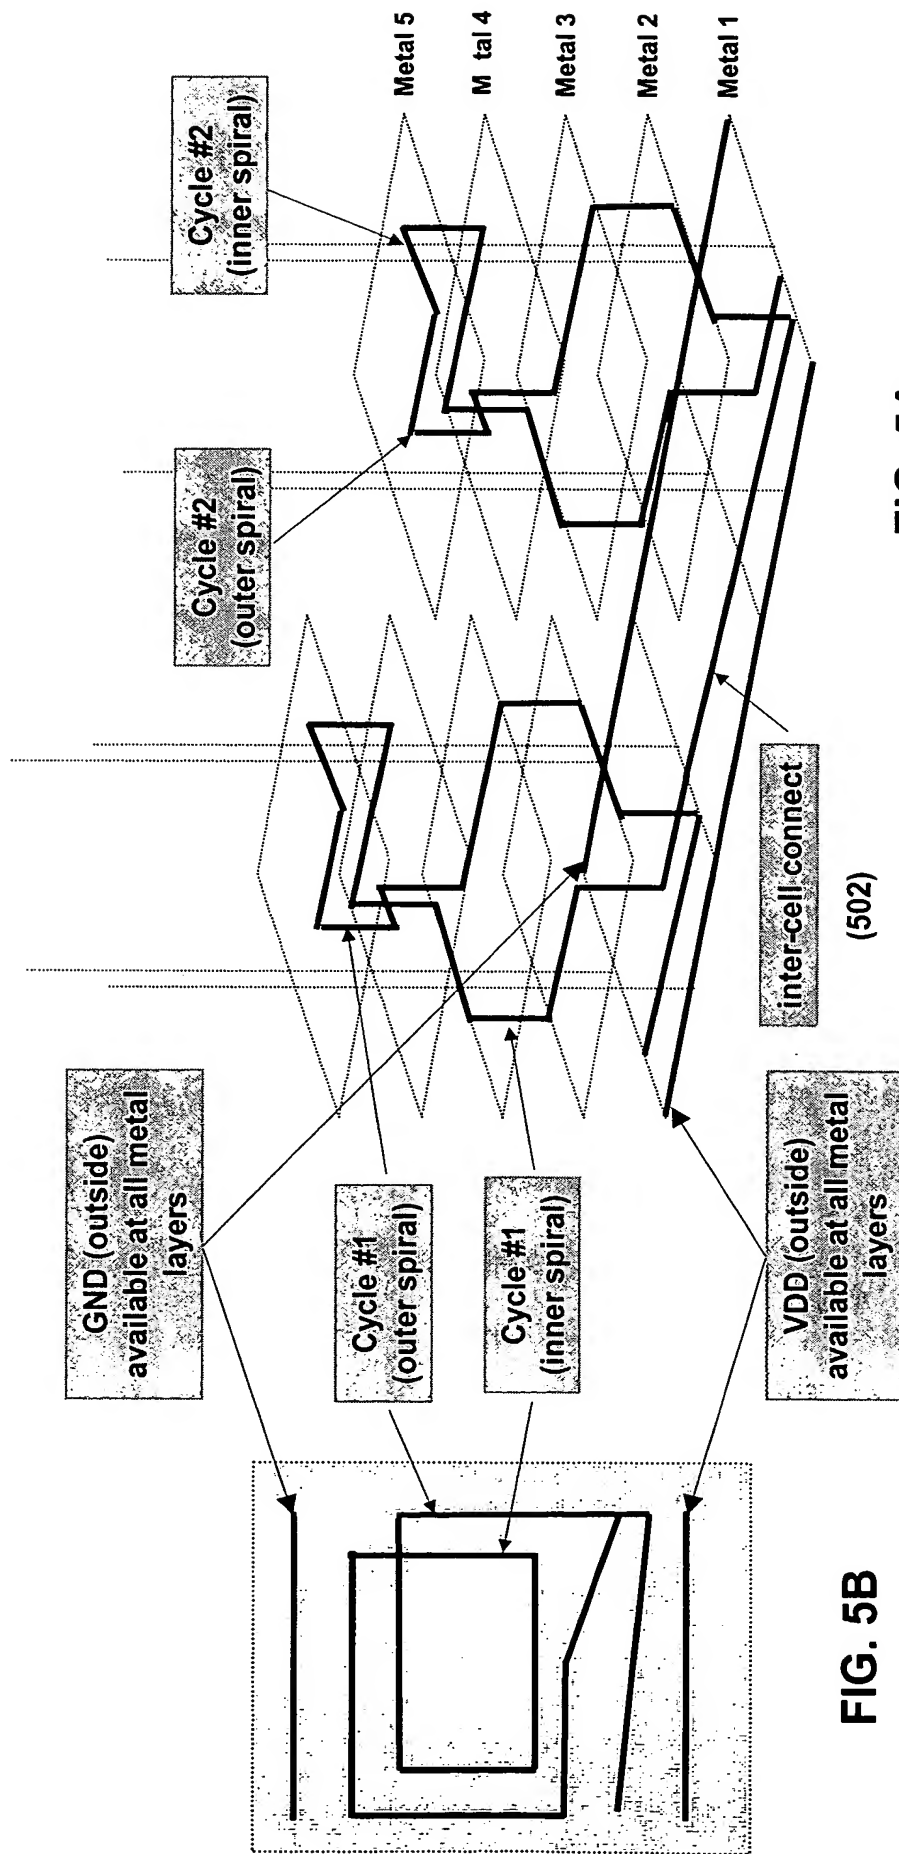 GND (outside)
available at all metal
layers
Cycle #1
(outer spiral)
Cycle #1
(inner spiral)
VDD (outside)
available at all metal
layers
FIG. 5B
Cycle #2
(outer spiral)
Cycle #2
(inner spiral)
Metal 5
M tal 4
Metal 3
Metal 2
Metal 1
inter-cell connect
(502)